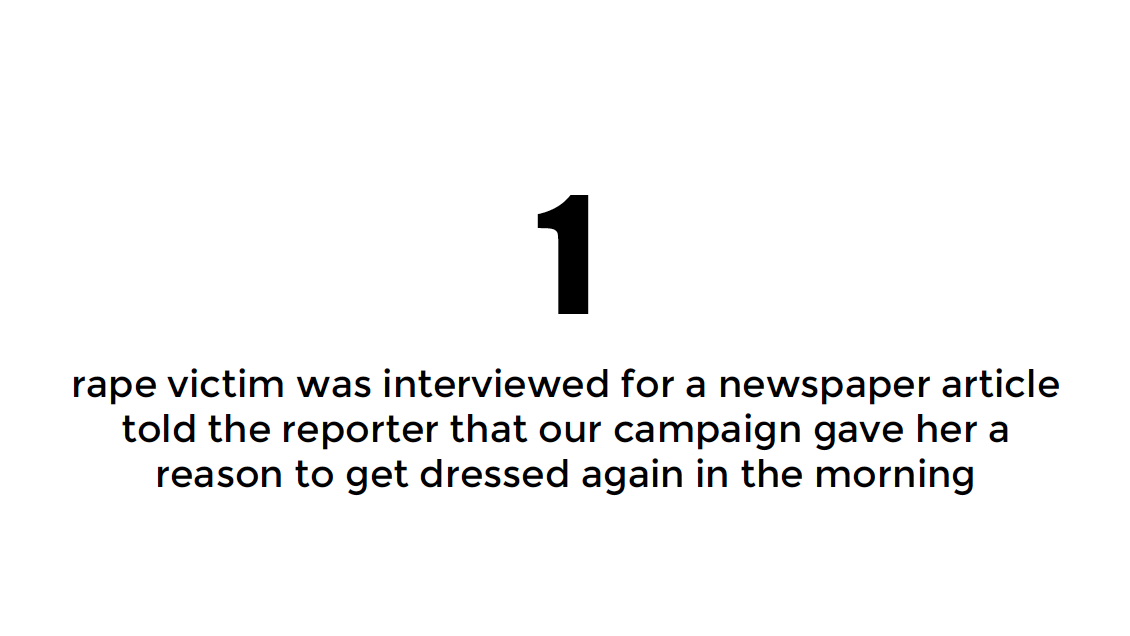 1
rape victim was interviewed for a newspaper article
told the reporter that our campaign gave her a
reason to get dressed again in the morning